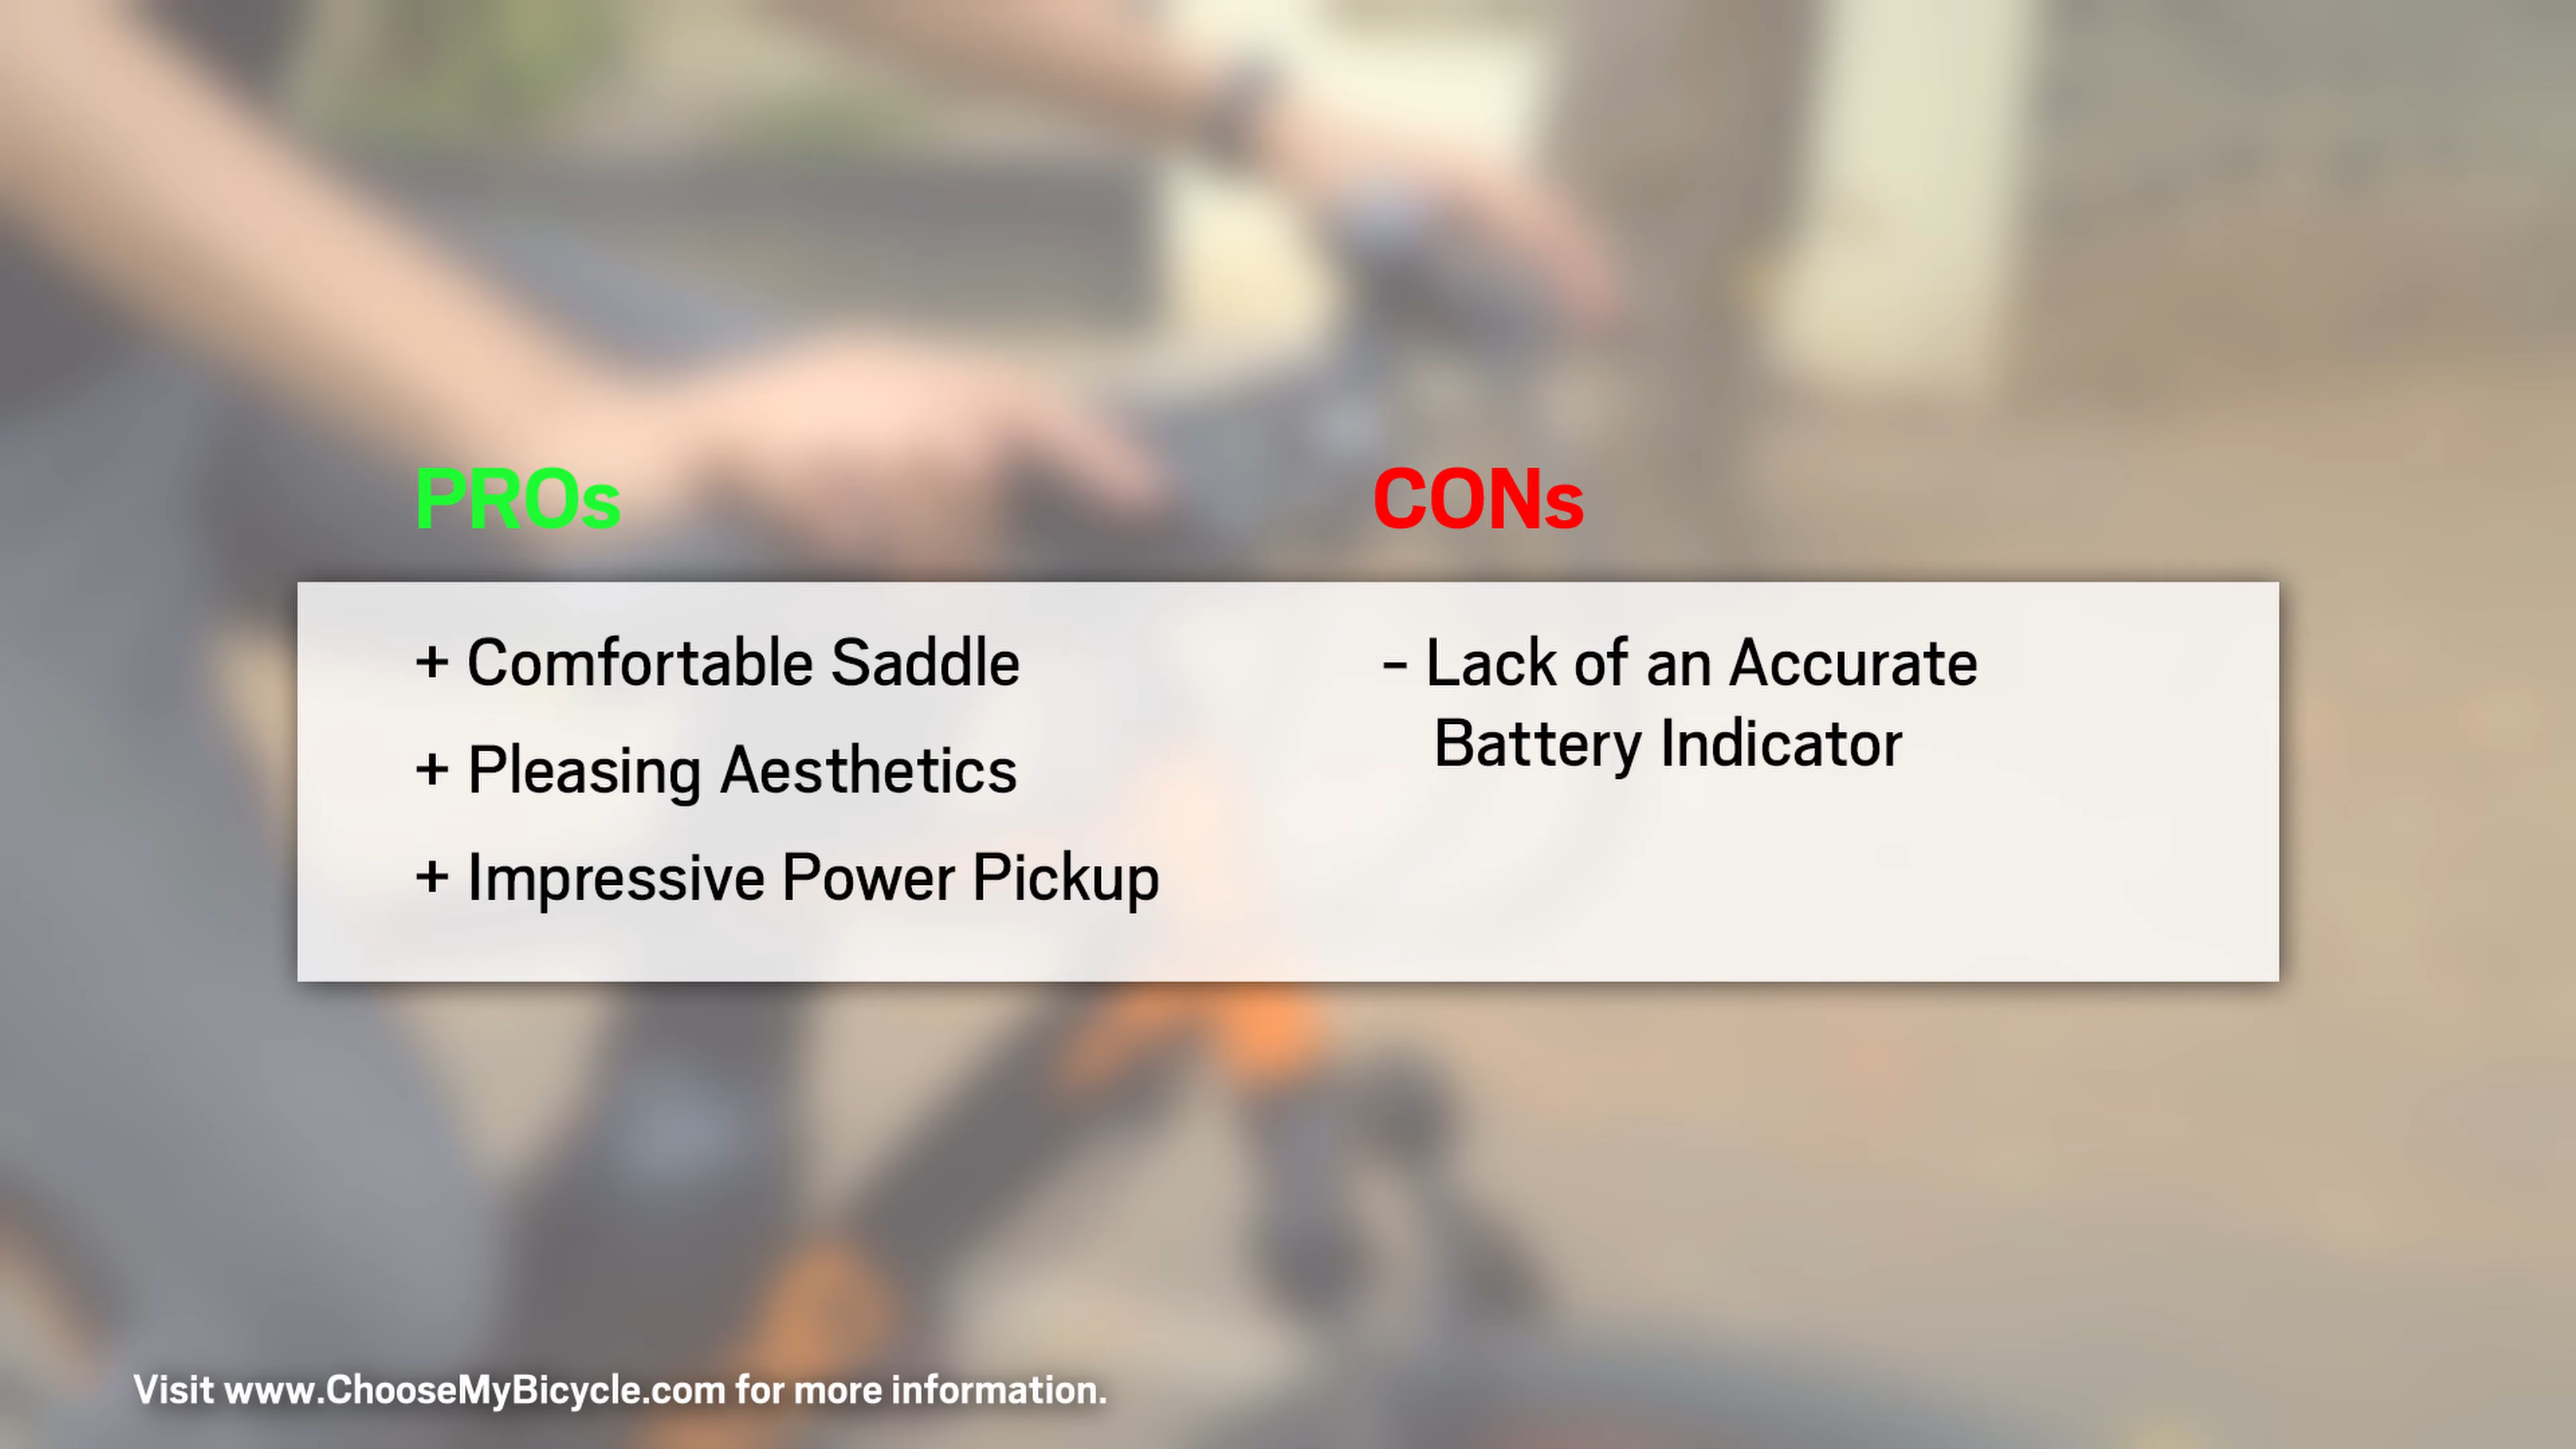 PROs
CONs
+ Comfortable Saddle
+ Pleasing Aesthetics
+ Impressive Power Pickup
- Lack of an Accurate
Battery Indicator
Visit www.ChooseMyBicycle.com for more information.